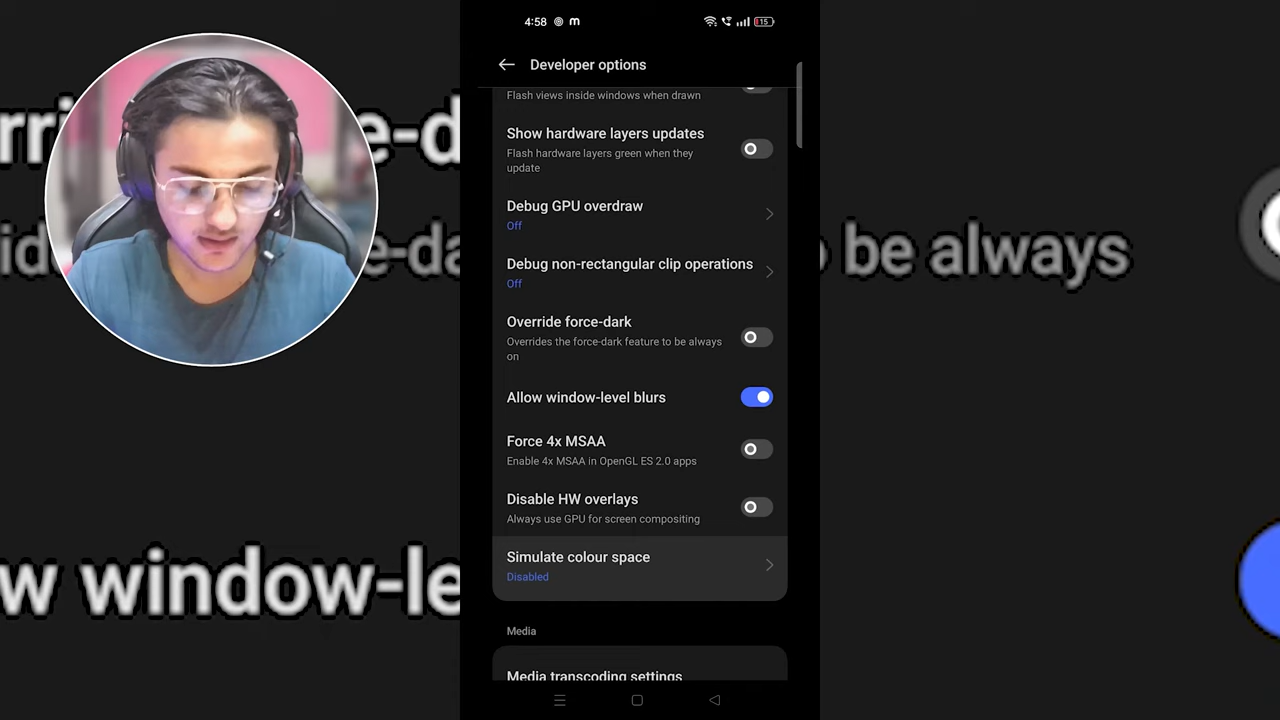 4:58
15
Developer options
Flash views inside windows when drawn
Show hardware layers updates
Flash hardware layers green when they
update
Debug GPU overdraw
Off
Debug non-rectangular clip operations
Off
Override force-dark
Overrides the force-dark feature to be always
on
Allow window-level blurs
Force 4x MSAA
Enable 4x MSAA in OpenGL ES 2.0 apps
Disable HW overlays
Always use GPU for screen compositing
Simulate colour space
Disabled
Media
Media transcoding settings
e-d
be always
w window-le